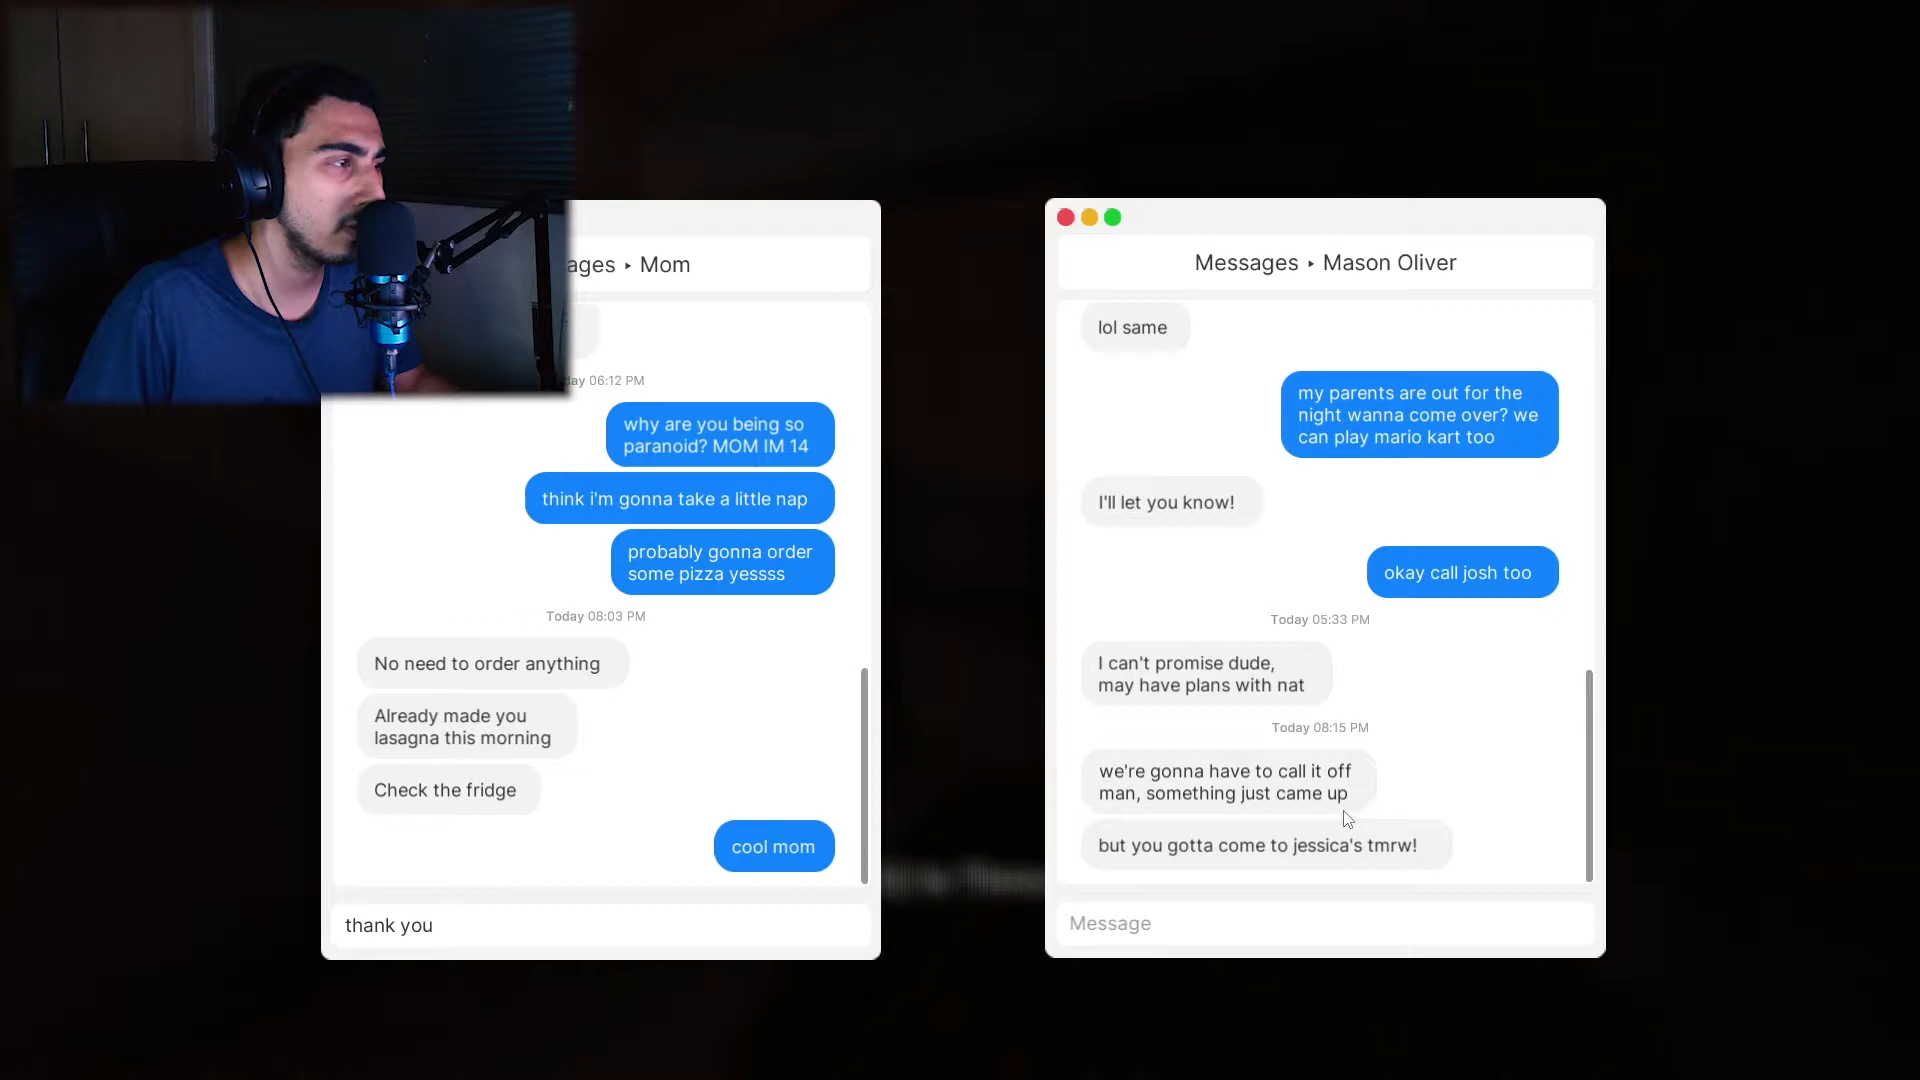 ages ‣ Mom
day 06:12 PM
why are you being so
paranoid? MOM IM 14
think i'm gonna take a little nap
probably gonna order
some pizza yessss
Today 08:03 PM
No need to order anything
Already made you
lasagna this morning
Check the fridge
cool mom
thank you
Messages ‣ Mason Oliver
lol same
my parents are out for the
night wanna come over? we
can play mario kart too
I'll let you know!
okay call josh too
Today 05:33 PM
I can't promise dude,
may have plans with nat
Today 08:15 PM
we're gonna have to call it off
man, something just came up
but you gotta come to jessica's tmrw!
Message